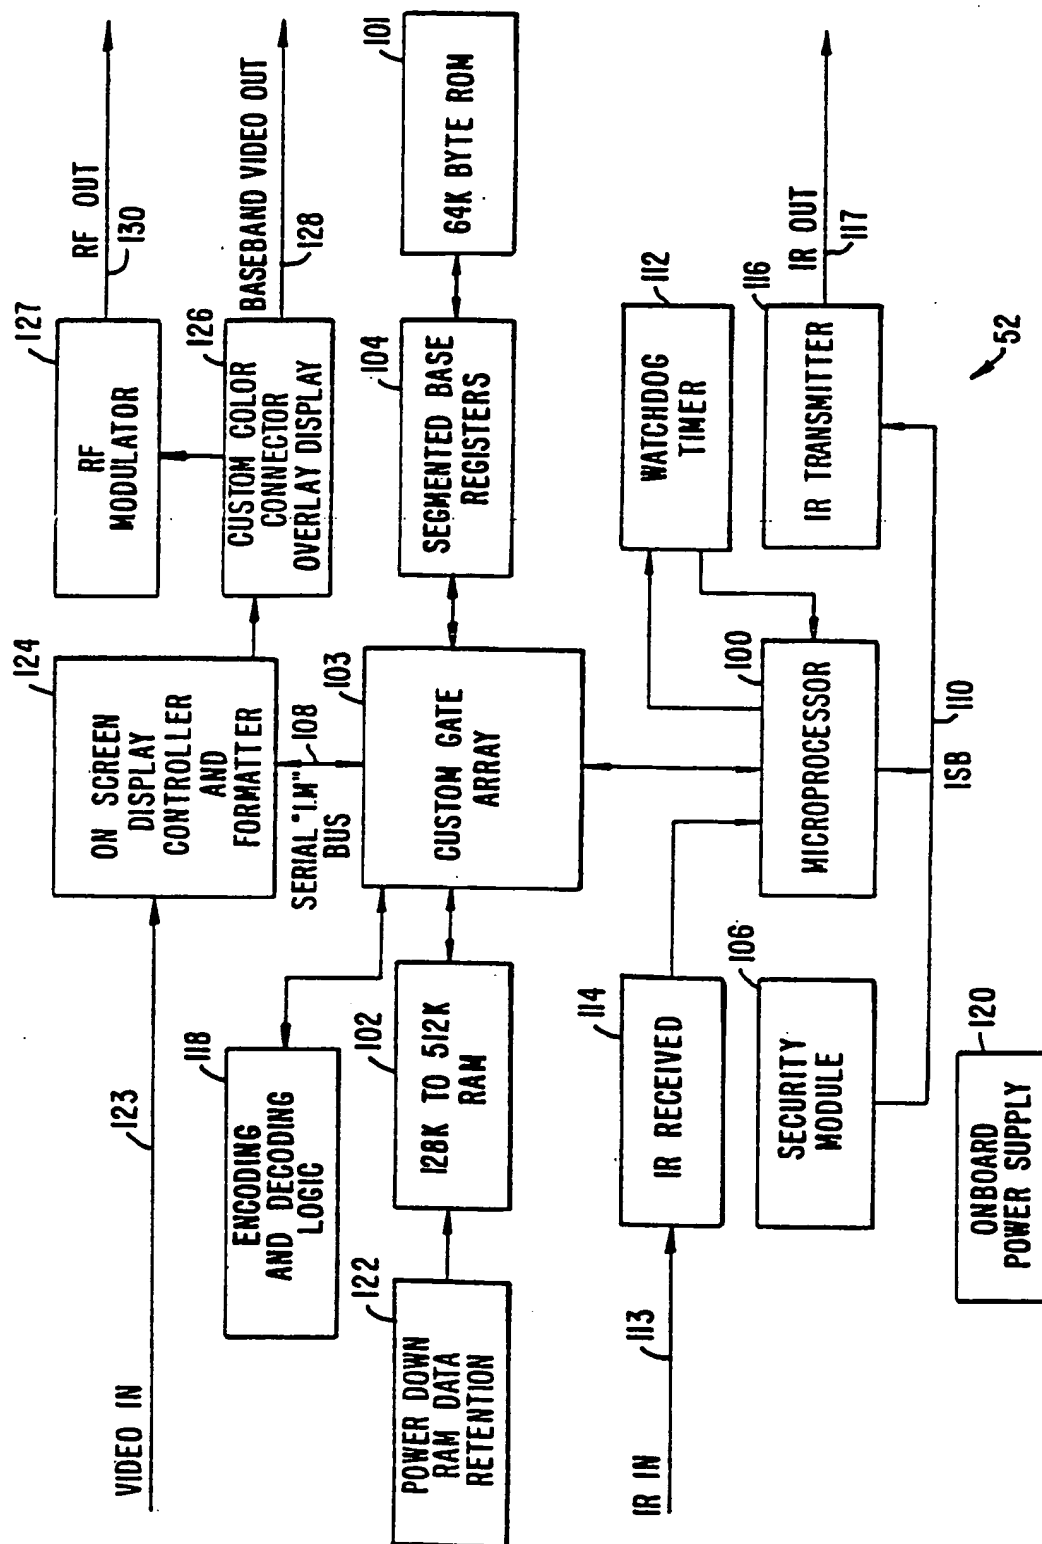 VIDEO IN
123
124
ON SCREEN
DISPLAY
CONTROLLER
AND
FORMATTER
127
RF
MODULATOR
RF OUT
130
126
CUSTOM COLOR
CONNECTOR
OVERLAY DISPLAY
BASEBAND VIDEO OUT
128
118
ENCODING
AND DECODING
LOGIC
SERIAL "I.M"
BUS
108
122
POWER DOWN
RAM DATA
RETENTION
102
128K TO 512K
RAM
103
CUSTOM GATE
ARRAY
104
SEGMENTED BASE
REGISTERS
101
64K BYTE ROM
IR IN
113
114
IR RECEIVED
112
WATCHDOG
TIMER
106
SECURITY
MODULE
100
MICROPROCESSOR
116
IR TRANSMITTER
IR OUT
117
110
ISB
120
ONBOARD
POWER SUPPLY
52